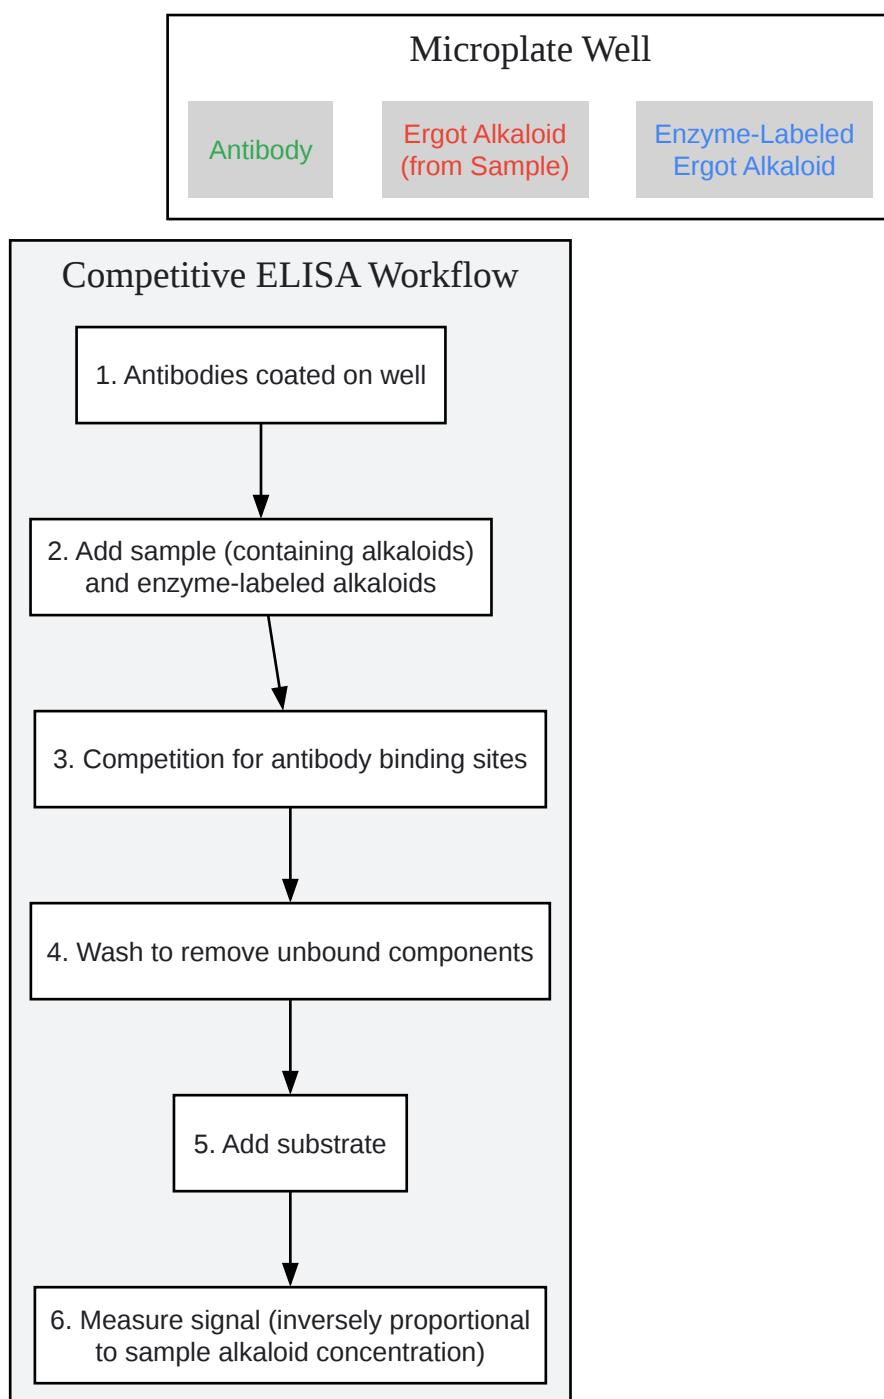 Microplate Well
Antibody
Ergot Alkaloid
(from Sample)
Enzyme-Labeled
Ergot Alkaloid
Competitive ELISA Workflow
1. Antibodies coated on well
2. Add sample (containing alkaloids)
and enzyme-labeled alkaloids
3. Competition for antibody binding sites
4. Wash to remove unbound components
5. Add substrate
6. Measure signal (inversely proportional
to sample alkaloid concentration)